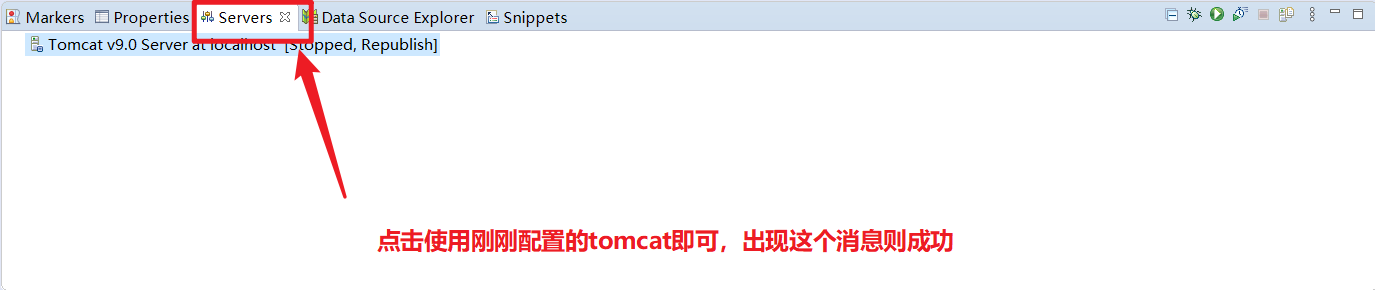 Markers Properties Servers Data Source Explorer Snippets
Tomcat v9.0 Server at localhost [Stopped, Republish]
点击使用刚刚配置的tomcat即可，出现这个消息则成功